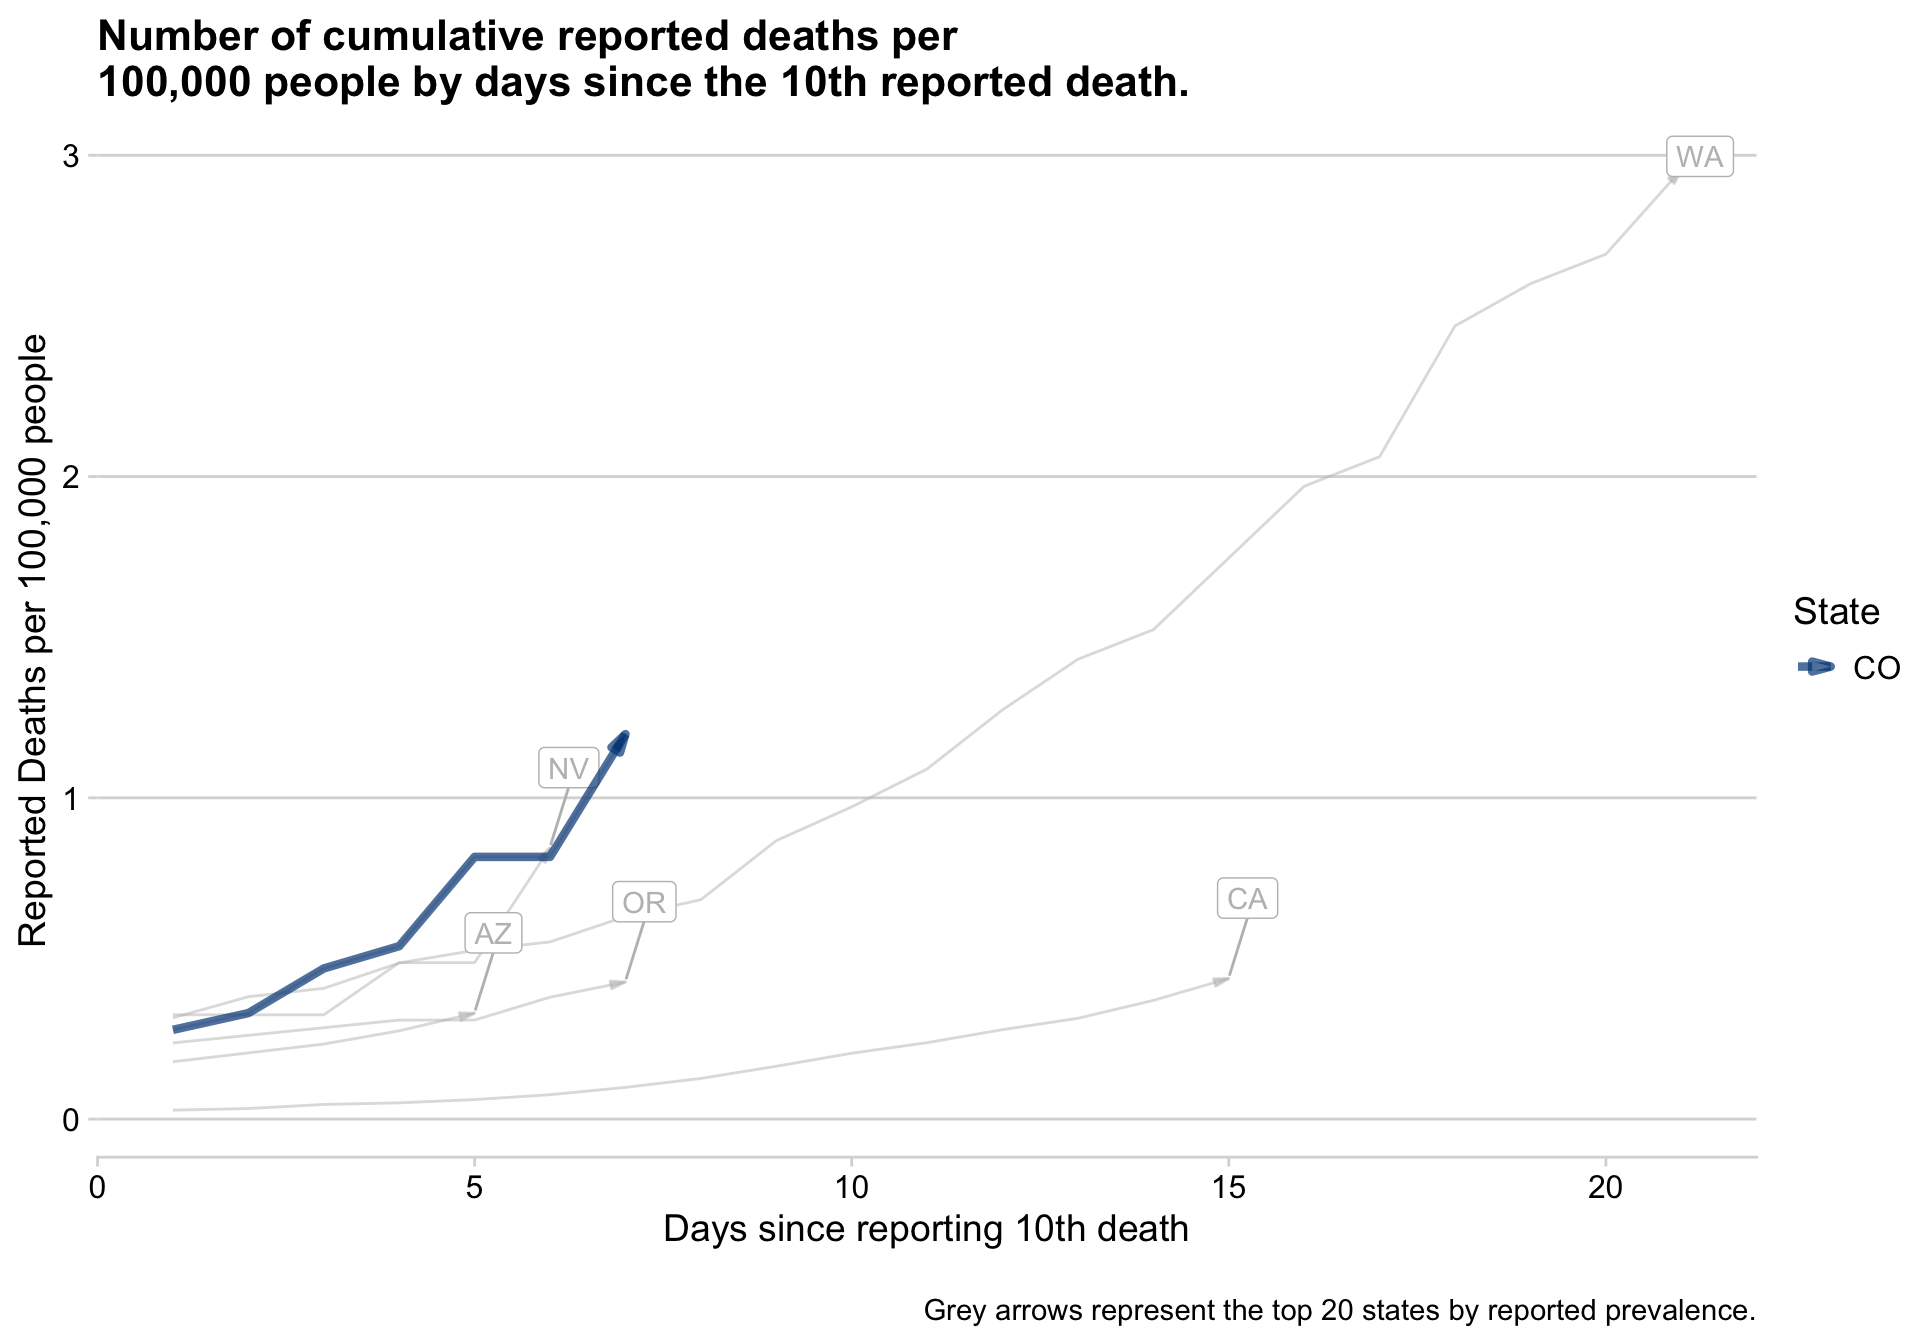 Number of cumulative reported deaths per
100,000 people by days since the 10th reported death.
Reported Deaths per 100,000 people
3
2
1
0
WA
NV
OR
CA
AZ
State
CO
0 5 10 15 20
Days since reporting 10th death
Grey arrows represent the top 20 states by reported prevalence.